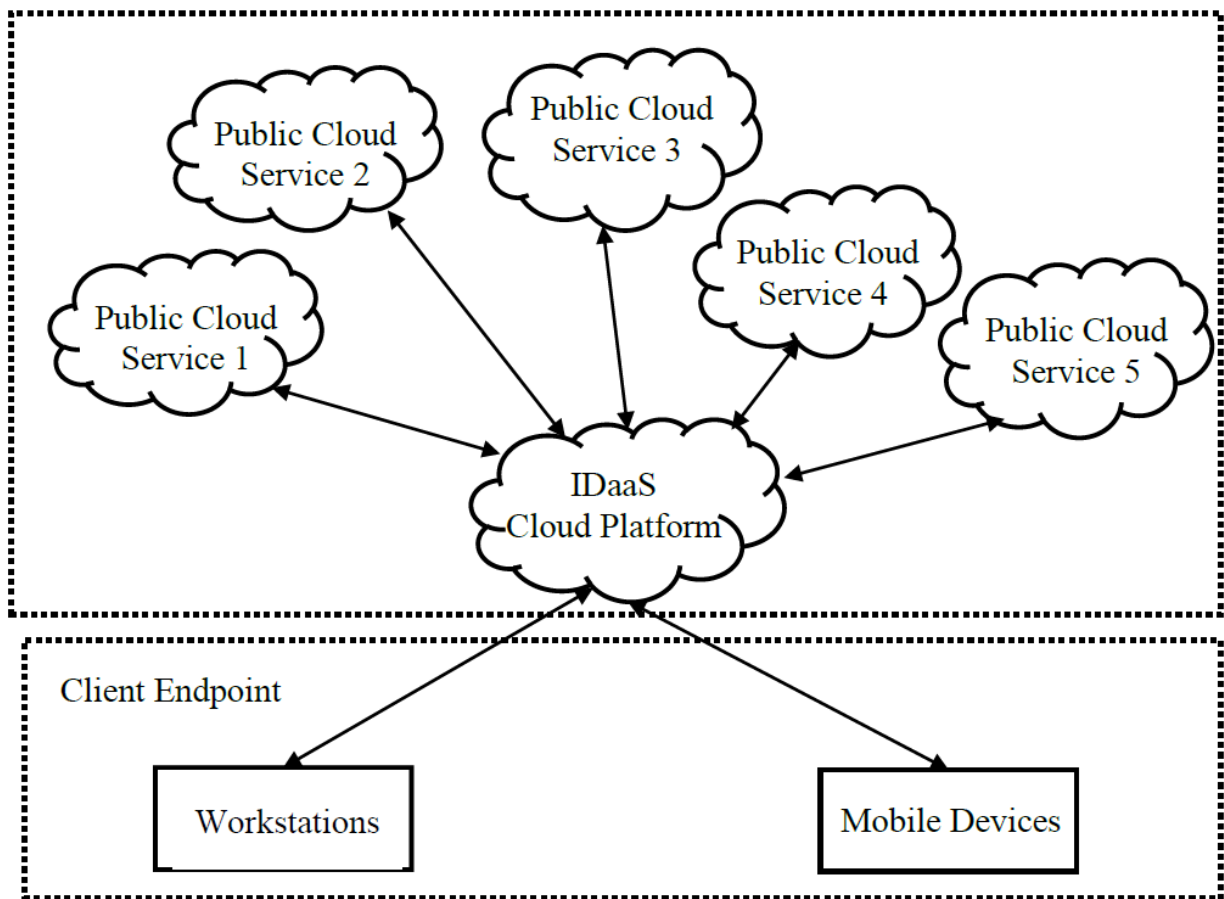 Public Cloud
Service 3
Public Cloud
Service 2
Public Cloud
Service 4
Public Cloud
Service 1
Public Cloud
Service 5
IDaaS
Cloud Platform
Client Endpoint
Workstations
Mobile Devices